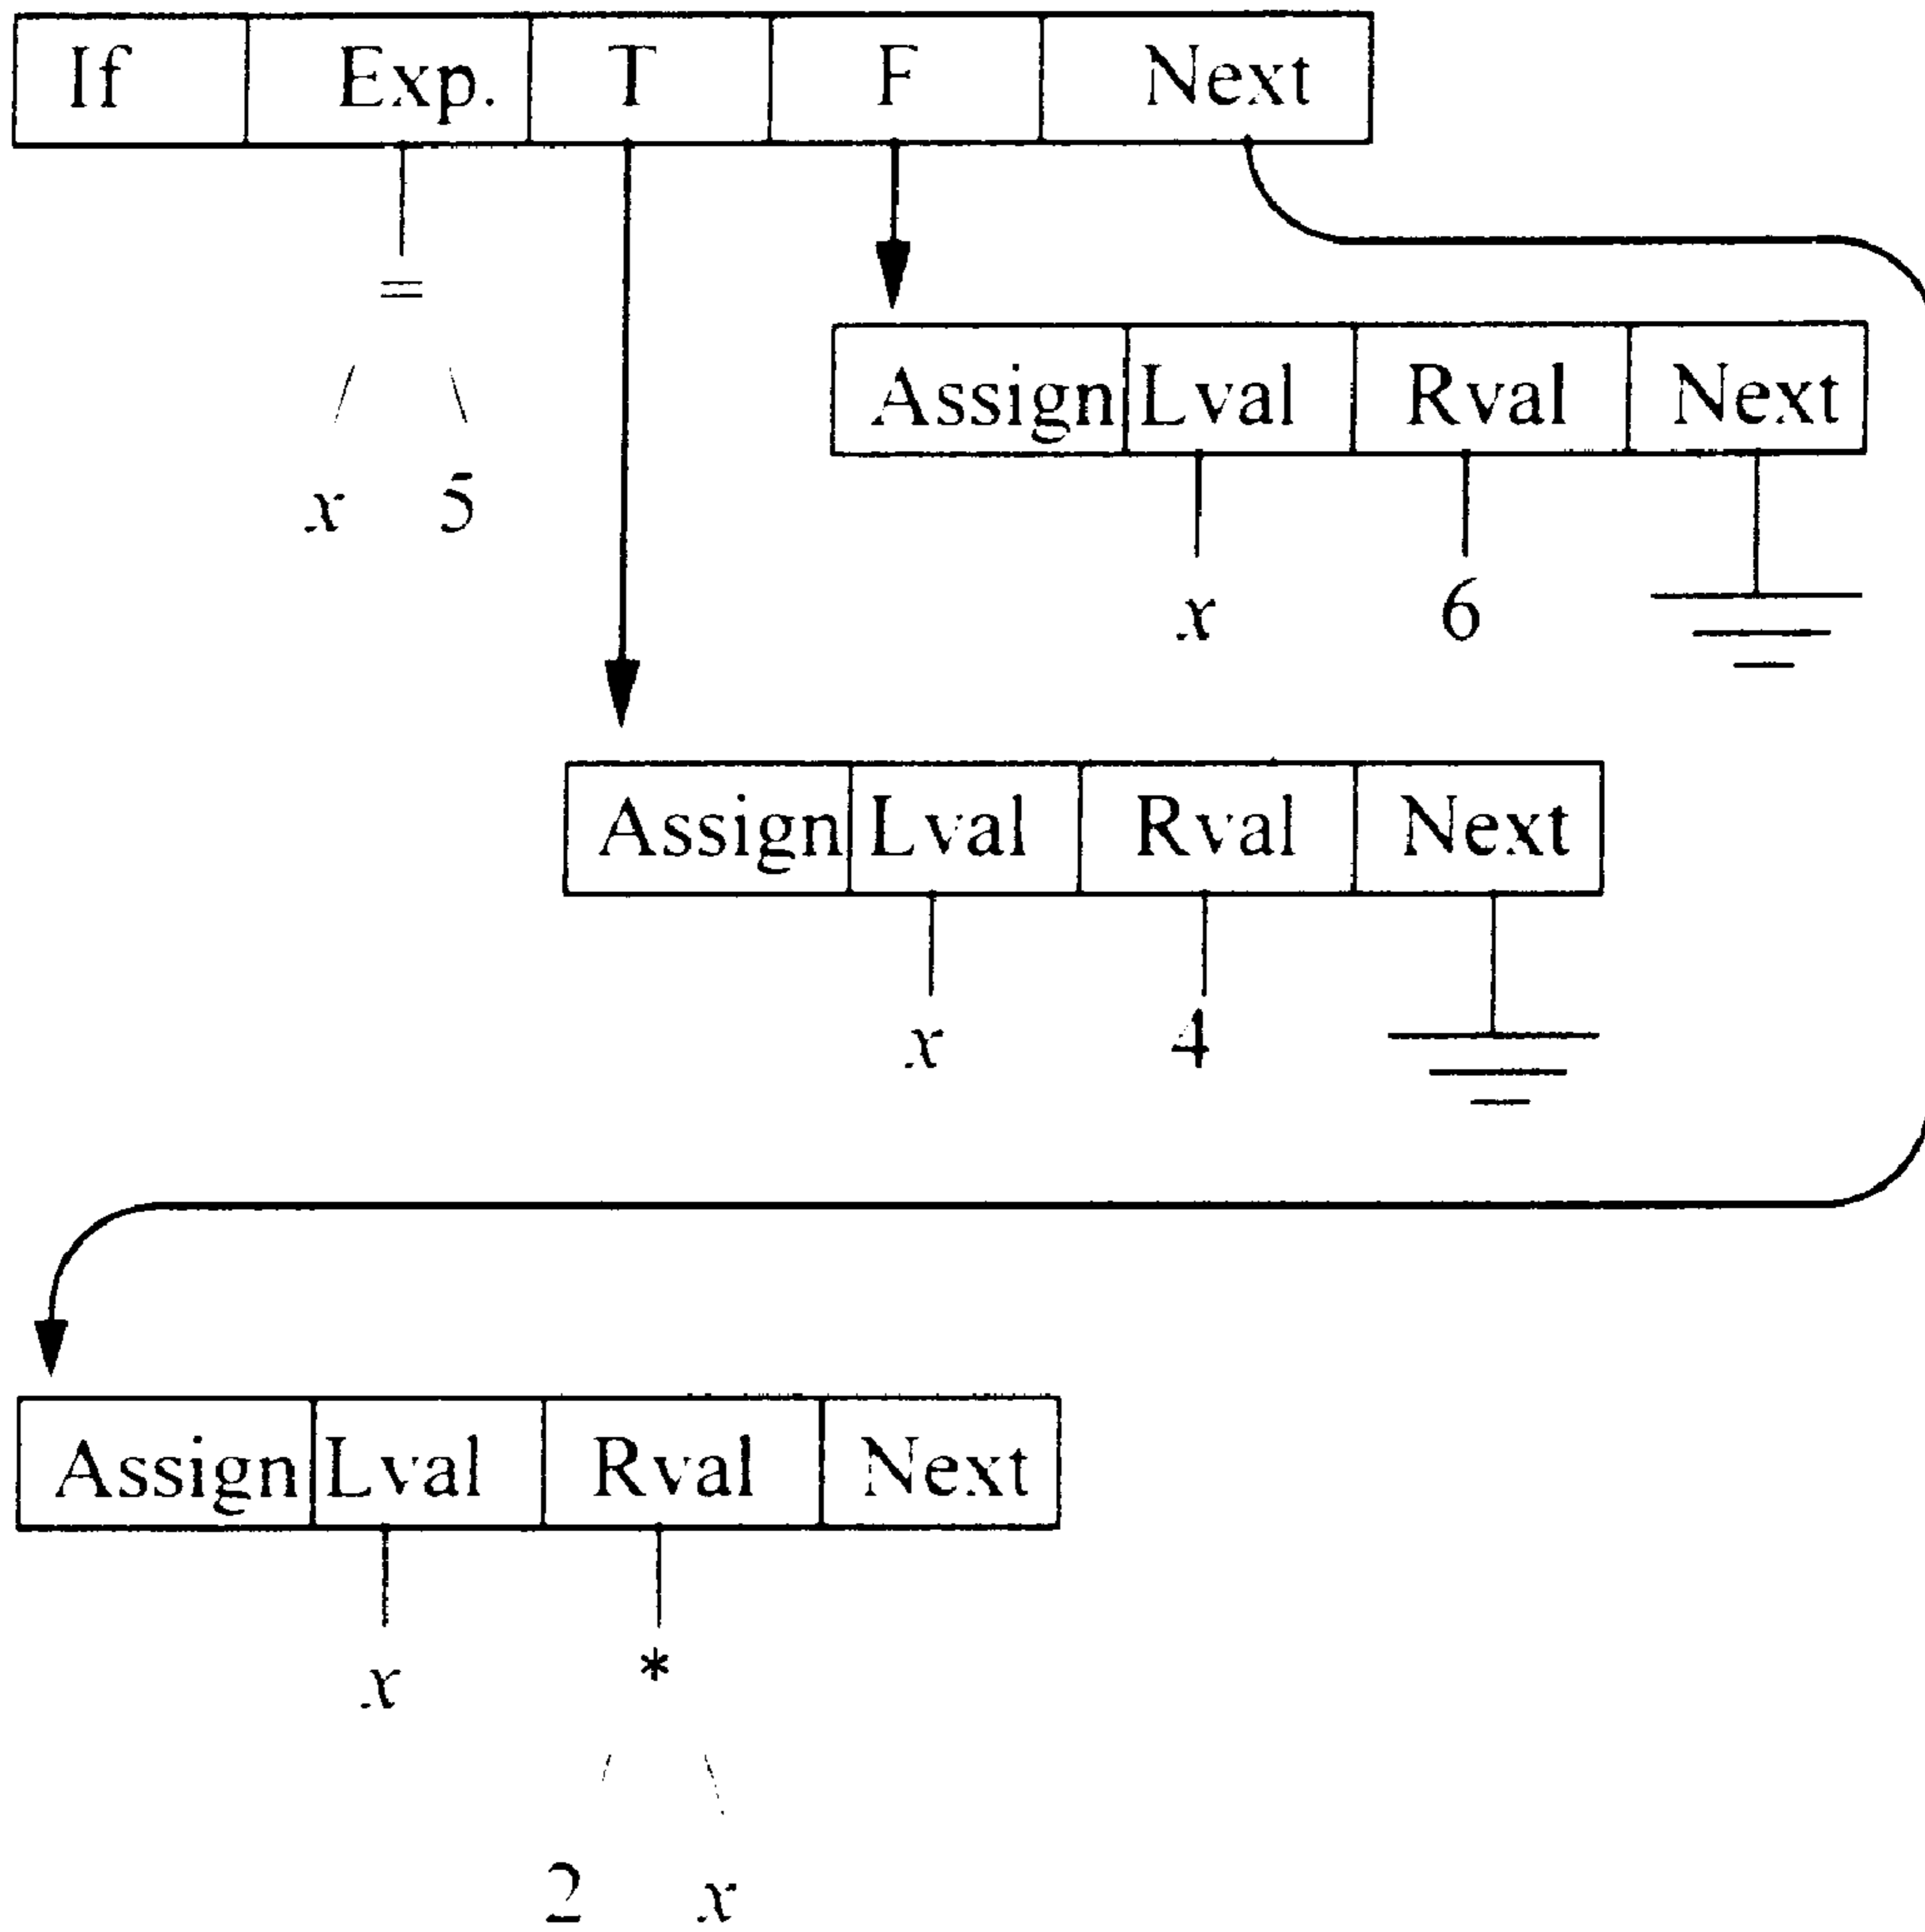 If Exp. T F Next
=
x 5
Assign Lval Rval Next
x 6
Assign Lval Rval Next
x 4
Assign Lval Rval Next
x *
2 x